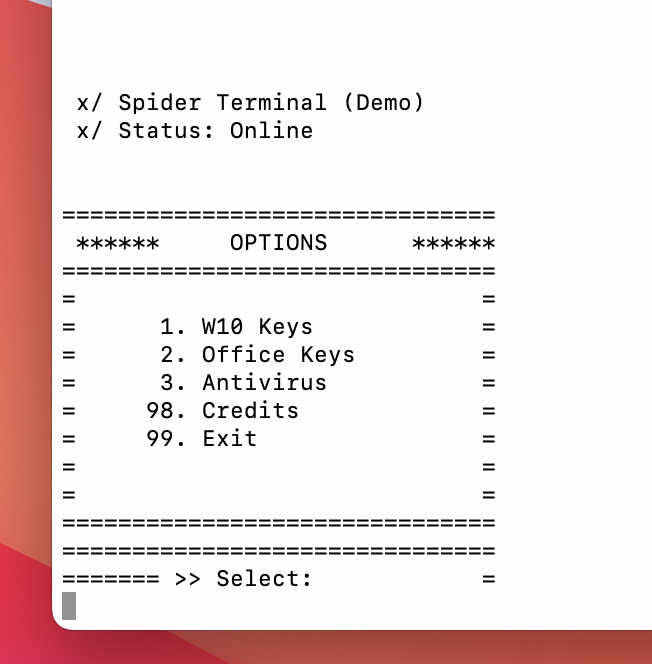 x/ Spider Terminal (Demo)
x/ Status: Online
===============================
******     OPTIONS      ******
===============================
=                             =
=      1. W10 Keys            =
=      2. Office Keys         =
=      3. Antivirus           =
=     98. Credits             =
=     99. Exit                =
=                             =
=                             =
===============================
===============================
======= >> Select:            =